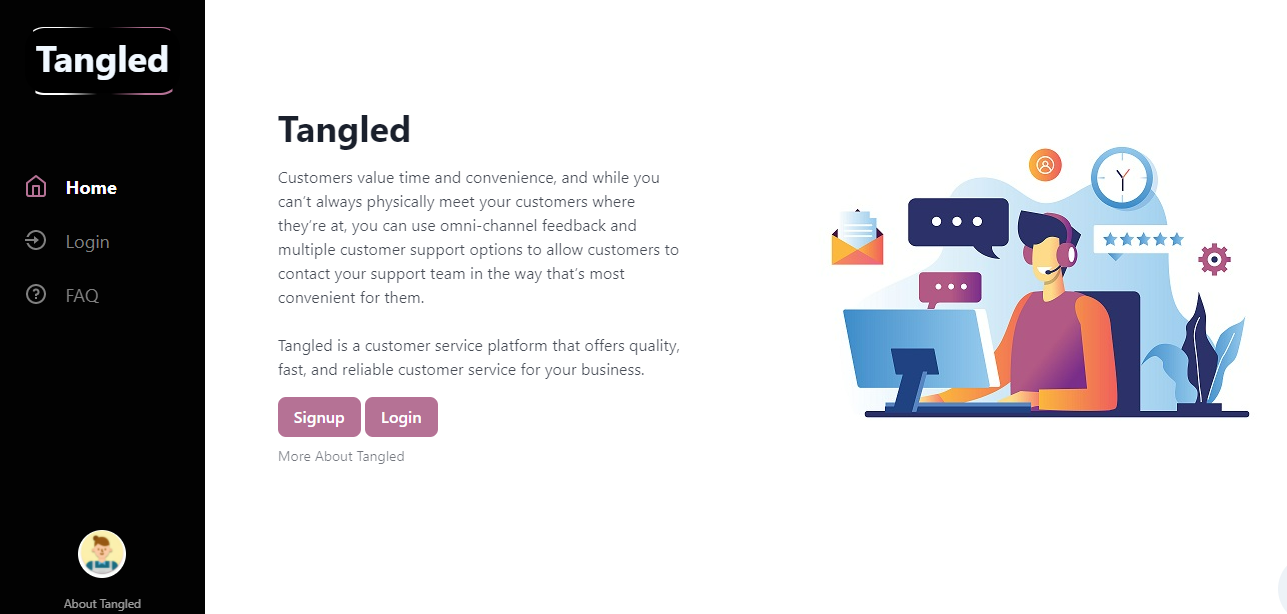 Tangled
Home
Login
FAQ
About Tangled
Tangled
Customers value time and convenience, and while you
can’t always physically meet your customers where
they’re at, you can use omni-channel feedback and
multiple customer support options to allow customers to
contact your support team in the way that’s most
convenient for them.
Tangled is a customer service platform that offers quality,
fast, and reliable customer service for your business.
Signup Login
More About Tangled